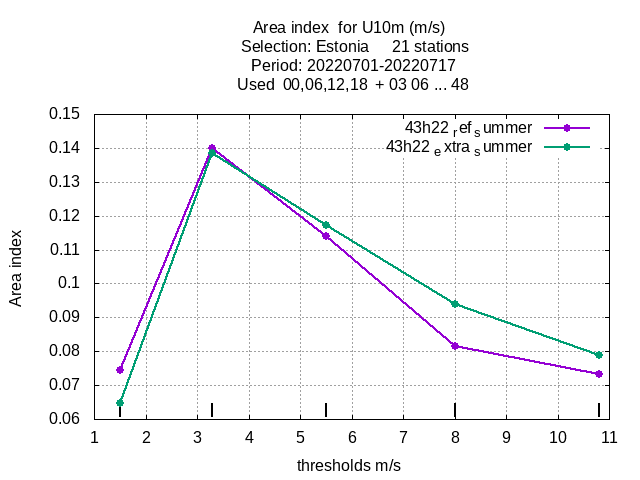 Area index  for U10m (m/s)
Selection: Estonia     21 stations
Period: 20220701-20220717
Used  00,06,12,18  + 03 06 ... 48
43h22 ref summer
43h22 extra summer
0.15
0.14
0.13
0.12
0.11
0.1
0.09
0.08
0.07
0.06
Area index
1 2 3 4 5 6 7 8 9 10 11
thresholds m/s